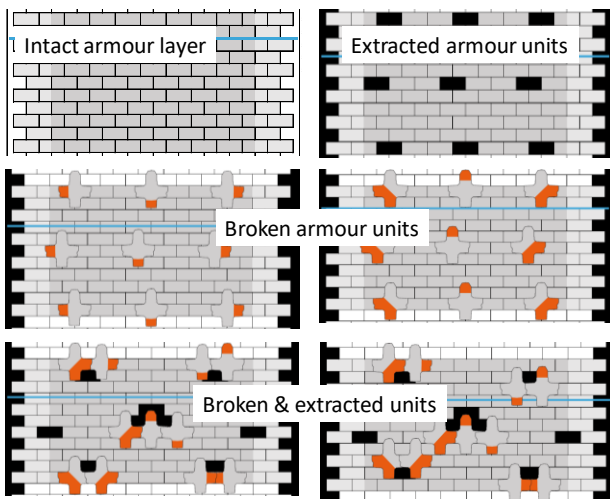 Intact armour layer
Extracted armour units
Broken armour units
Broken & extracted units